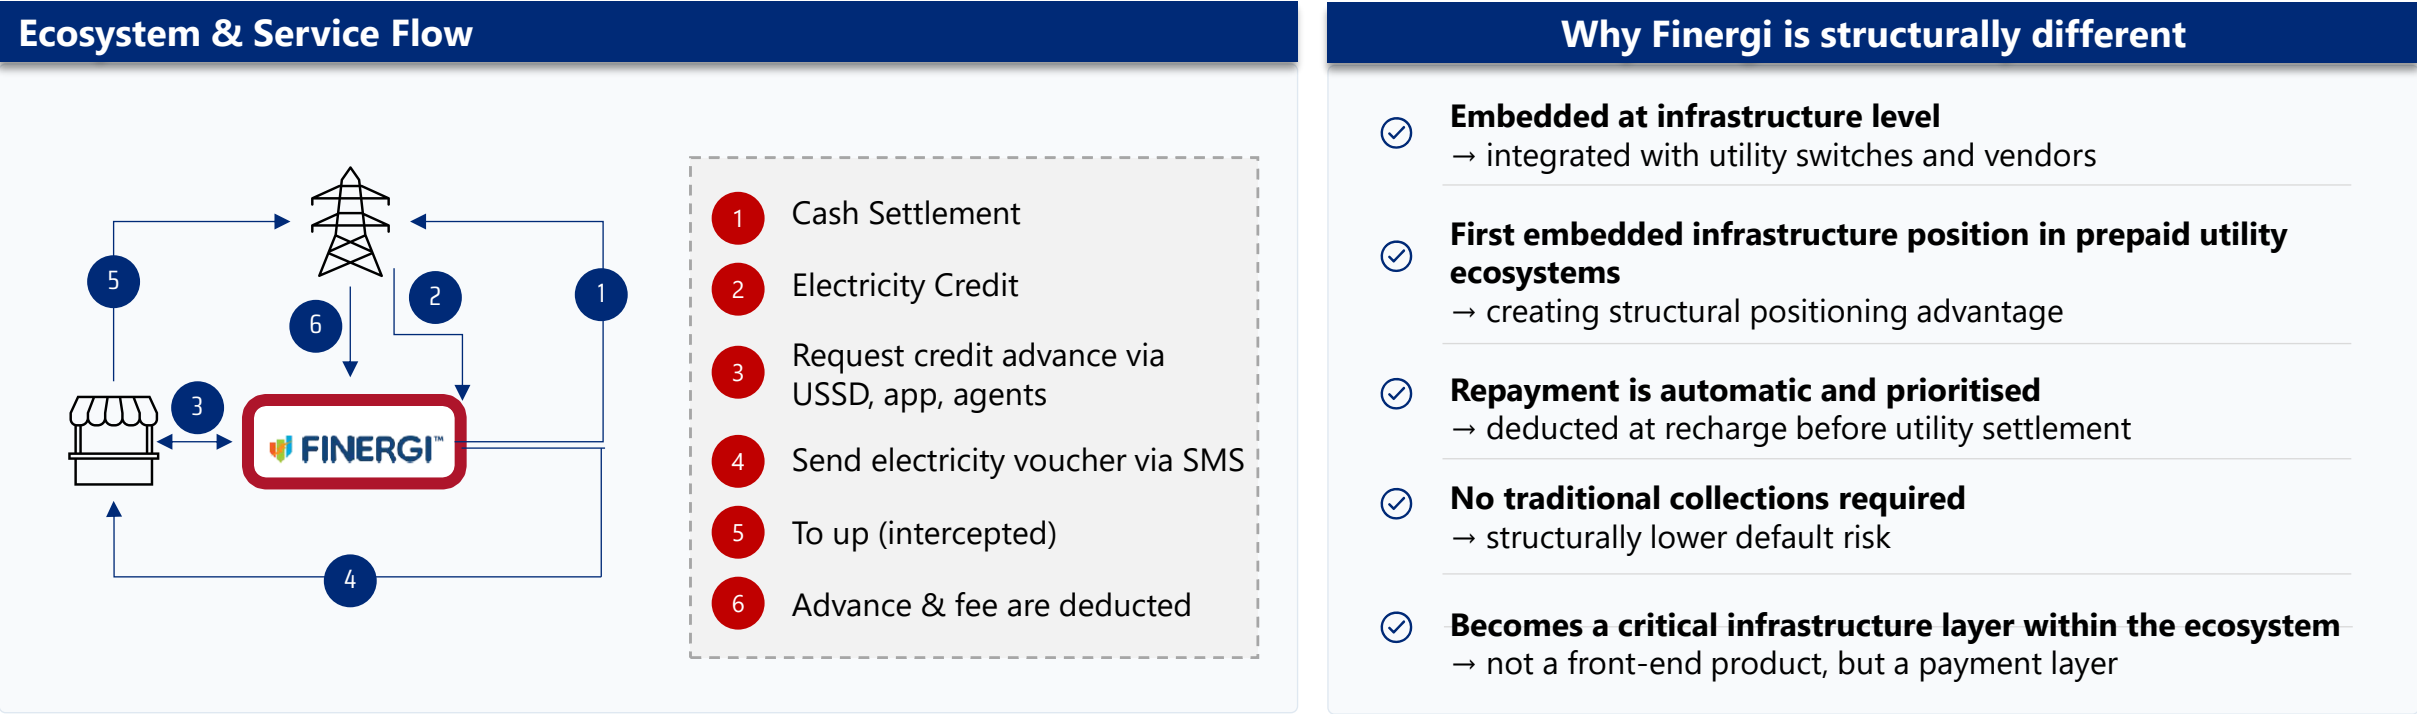 Ecosystem & Service Flow
5
6
2
1
3
FINERGI™
4
1 Cash Settlement
2 Electricity Credit
3 Request credit advance via
USSD, app, agents
4 Send electricity voucher via SMS
5 To up (intercepted)
6 Advance & fee are deducted
Why Finergi is structurally different
Embedded at infrastructure level
→ integrated with utility switches and vendors
First embedded infrastructure position in prepaid utility
ecosystems
→ creating structural positioning advantage
Repayment is automatic and prioritised
→ deducted at recharge before utility settlement
No traditional collections required
→ structurally lower default risk
Becomes a critical infrastructure layer within the ecosystem
→ not a front-end product, but a payment layer